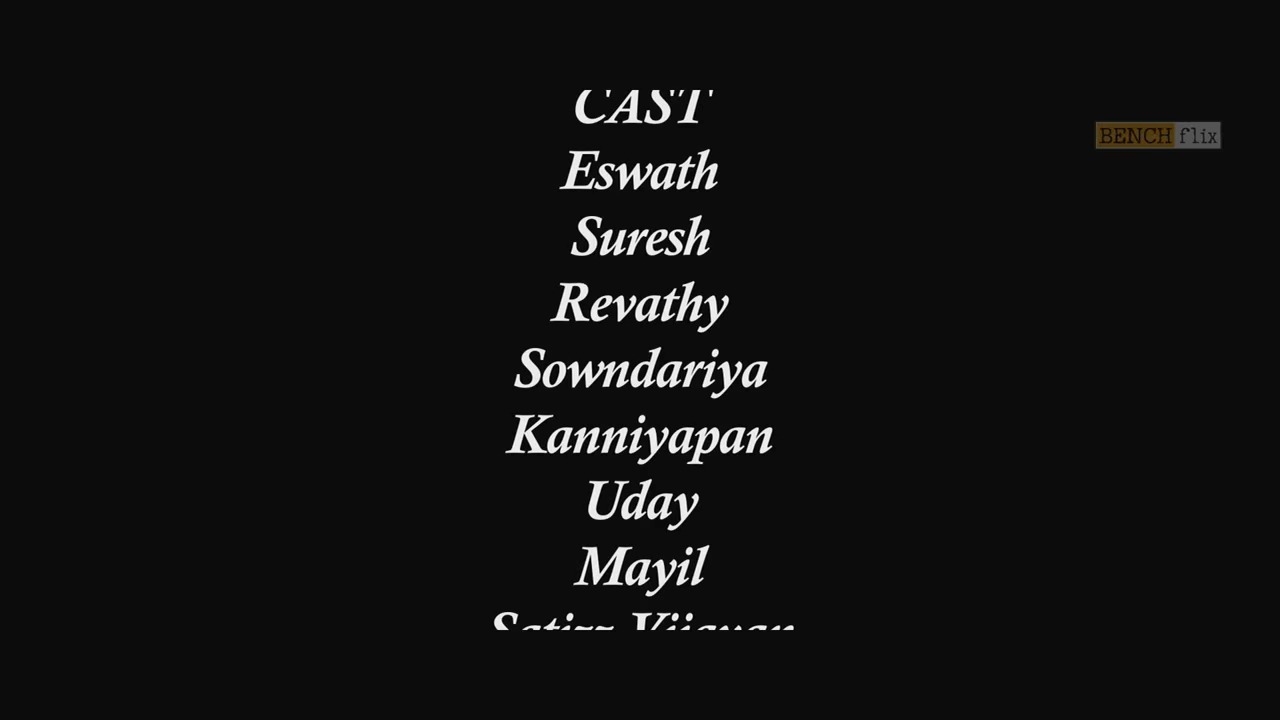 CAST
BENCH flix
Eswath
Suresh
Revathy
Sowndariya
Kanniyapan
Uday
Mayil